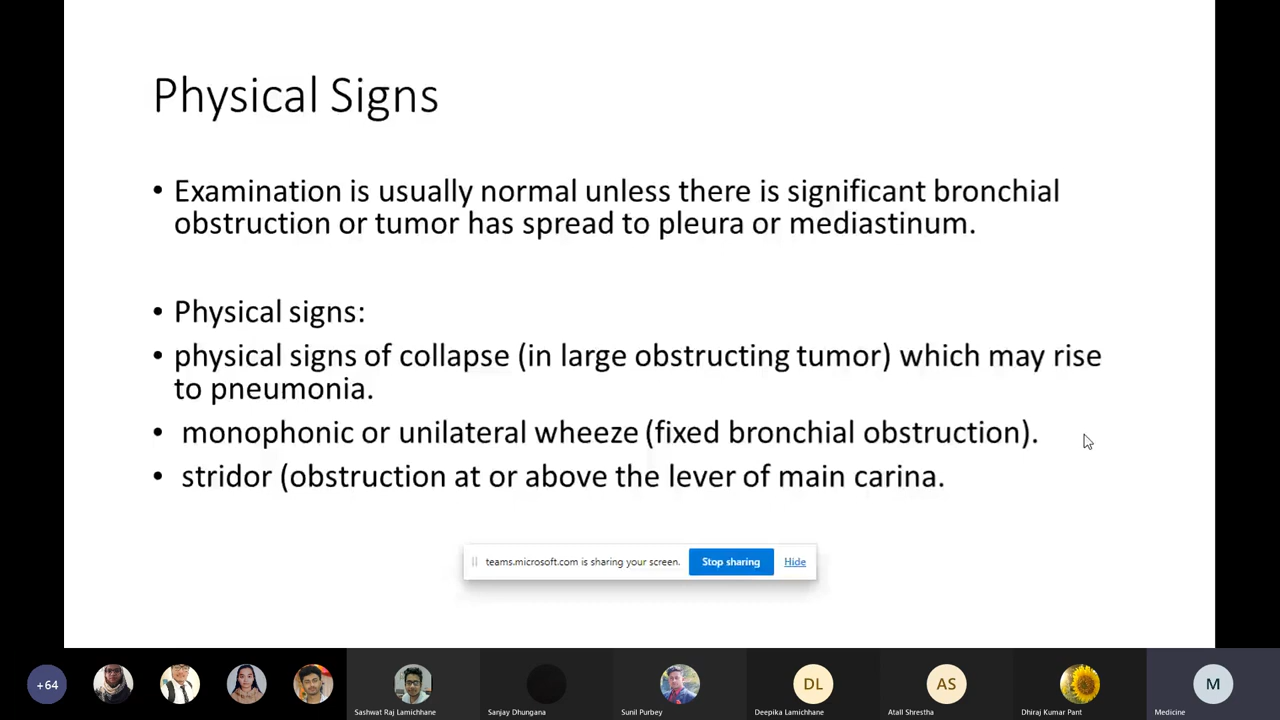 Physical Signs
• Examination is usually normal unless there is significant bronchial
obstruction or tumor has spread to pleura or mediastinum.
• Physical signs:
• physical signs of collapse (in large obstructing tumor) which may rise
to pneumonia.
• monophonic or unilateral wheeze (fixed bronchial obstruction).
• stridor (obstruction at or above the lever of main carina.
teams.microsoft.com is sharing your screen. Stop sharing Hide
+64 DL AS M
Sashwat Raj Lamichhane Sanjay Dhungana Sunil Purbey Deepika Lamichhane Atall Shrestha Dhiraj Kumar Pant Medicine